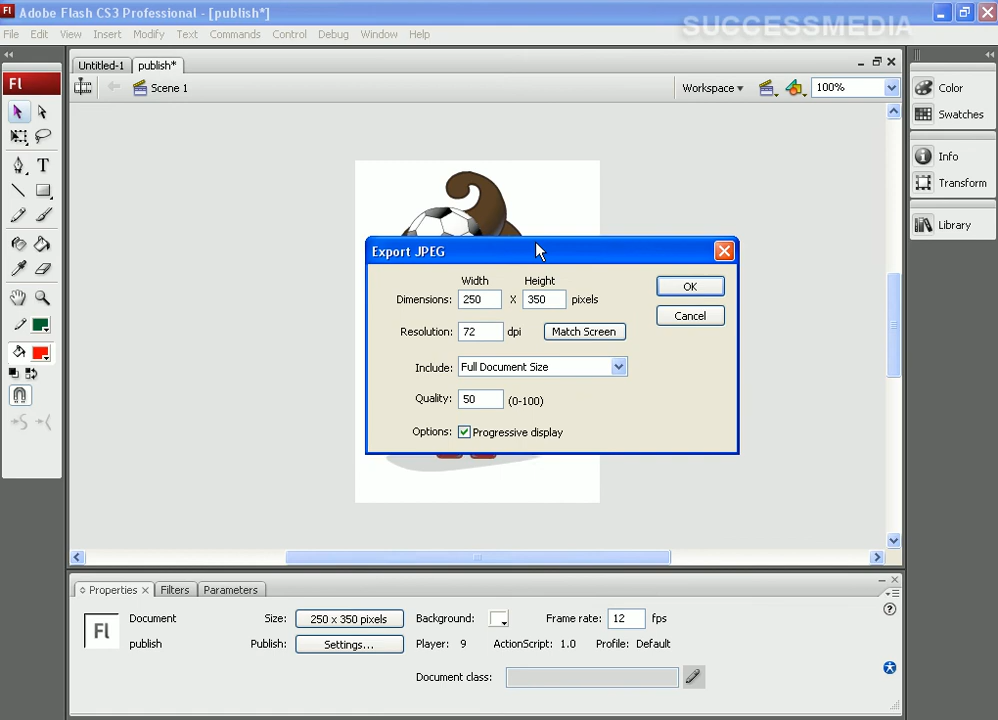 Fl Adobe Flash CS3 Professional - [publish*]
SUCCESSMEDIA
File Edit View Insert Modify Text Commands Control Debug Window Help
Untitled-1 publish*
Scene 1 Workspace 100%
Fl
T
Color
Swatches
Info
Transform
Library
Export JPEG
Width Height
Dimensions: 250 X 350 pixels
OK
Cancel
Resolution: 72 dpi Match Screen
Include: Full Document Size
Quality: 50 (0-100)
Options: Progressive display
Properties Filters Parameters
Fl
Document Size: 250 x 350 pixels Background: Frame rate: 12 fps
publish Publish: Settings... Player: 9 ActionScript: 1.0 Profile: Default
Document class: